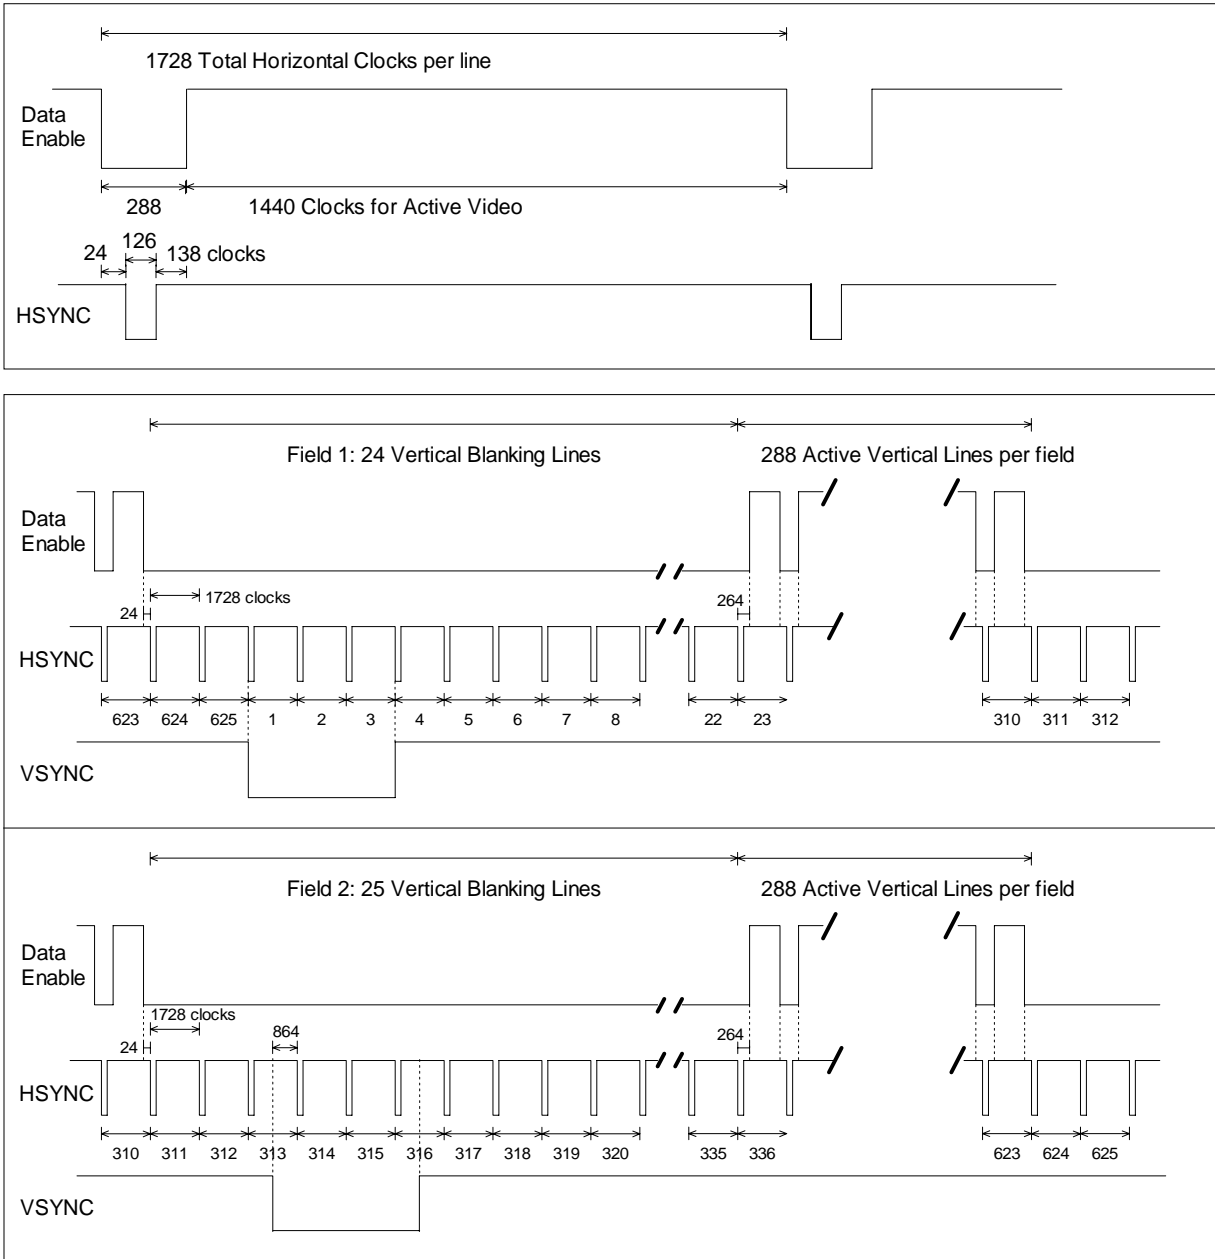 1728 Total Horizontal Clocks per line
Data
Enable
288
1440 Clocks for Active Video
126
24
138 clocks
HSYNC
Field 1: 24 Vertical Blanking Lines
288 Active Vertical Lines per field
Data
Enable
1728 clocks
24
264
HSYNC
623 624 625 1 2 3 4 5 6 7 8 22 23 310 311 312
VSYNC
Field 2: 25 Vertical Blanking Lines
288 Active Vertical Lines per field
Data
Enable
1728 clocks
24
864
264
HSYNC
310 311 312 313 314 315 316 317 318 319 320 335 336 623 624 625
VSYNC